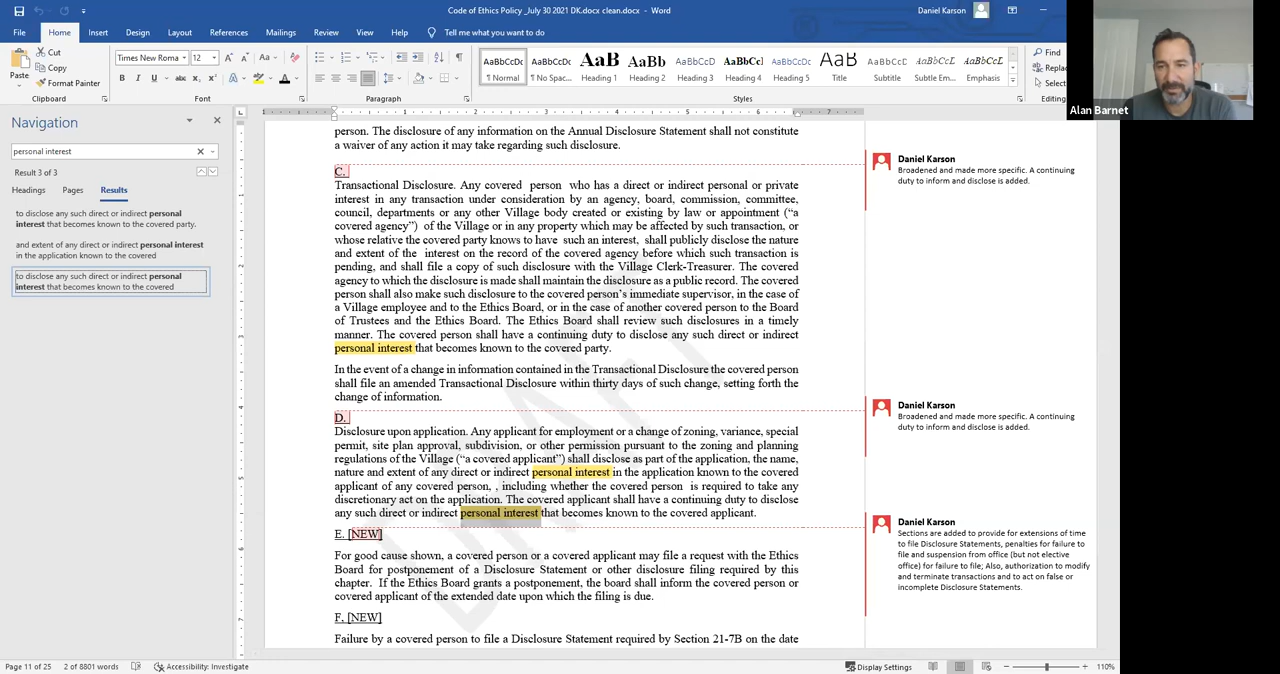 Code of Ethics Policy _July 30 2021 DK.docx clean.docx - Word
Daniel Karson
File Home Insert Design Layout References Mailings Review View Help Tell me what you want to do
Paste
Cut
Copy
Format Painter
Clipboard
Times New Roma 12
Font
Paragraph
AaBbCcDc AaBbCcDc AaBb AaBb AaBbCcD AaBbCc AaBbCcD AaB AaBbCcD AaBbCcL AaBbCcL
¶ Normal ¶ No Spac... Heading 1 Heading 2 Heading 3 Heading 4 Heading 5 Title Subtitle Subtle Em... Emphasis
Styles
Find
Repla
Select
Editing
Alan Barnet
Navigation
personal interest
Result 3 of 3
Headings Pages Results
to disclose any such direct or indirect personal
interest that becomes known to the covered party.
and extent of any direct or indirect personal interest
in the application known to the covered
to disclose any such direct or indirect personal
interest that becomes known to the covered
person. The disclosure of any information on the Annual Disclosure Statement shall not constitute
a waiver of any action it may take regarding such disclosure.
C.
Transactional Disclosure. Any covered person who has a direct or indirect personal or private
interest in any transaction under consideration by an agency, board, commission, committee,
council, departments or any other Village body created or existing by law or appointment (“a
covered agency”) of the Village or in any property which may be affected by such transaction, or
whose relative the covered party knows to have such an interest, shall publicly disclose the nature
and extent of the interest on the record of the covered agency before which such transaction is
pending, and shall file a copy of such disclosure with the Village Clerk-Treasurer. The covered
agency to which the disclosure is made shall maintain the disclosure as a public record. The covered
person shall also make such disclosure to the covered person’s immediate supervisor, in the case of
a Village employee and to the Ethics Board, or in the case of another covered person to the Board
of Trustees and the Ethics Board. The Ethics Board shall review such disclosures in a timely
manner. The covered person shall have a continuing duty to disclose any such direct or indirect
personal interest that becomes known to the covered party.
In the event of a change in information contained in the Transactional Disclosure the covered person
shall file an amended Transactional Disclosure within thirty days of such change, setting forth the
change of information.
D.
Disclosure upon application. Any applicant for employment or a change of zoning, variance, special
permit, site plan approval, subdivision, or other permission pursuant to the zoning and planning
regulations of the Village (“a covered applicant”) shall disclose as part of the application, the name,
nature and extent of any direct or indirect personal interest in the application known to the covered
applicant of any covered person, , including whether the covered person is required to take any
discretionary act on the application. The covered applicant shall have a continuing duty to disclose
any such direct or indirect personal interest that becomes known to the covered applicant.
E. [NEW]
For good cause shown, a covered person or a covered applicant may file a request with the Ethics
Board for postponement of a Disclosure Statement or other disclosure filing required by this
chapter. If the Ethics Board grants a postponement, the board shall inform the covered person or
covered applicant of the extended date upon which the filing is due.
F. [NEW]
Failure by a covered person to file a Disclosure Statement required by Section 21-7B on the date
DRAFT
Daniel Karson
Broadened and made more specific. A continuing
duty to inform and disclose is added.
Daniel Karson
Broadened and made more specific. A continuing
duty to inform and disclose is added.
Daniel Karson
Sections are added to provide for extensions of time
to file Disclosure Statements, penalties for failure to
file and suspension from office (but not elective
office) for failure to file; Also, authorization to modify
and terminate transactions and to act on false or
incomplete Disclosure Statements.
Page 11 of 25 2 of 8801 words Accessibility: Investigate
Display Settings 110%